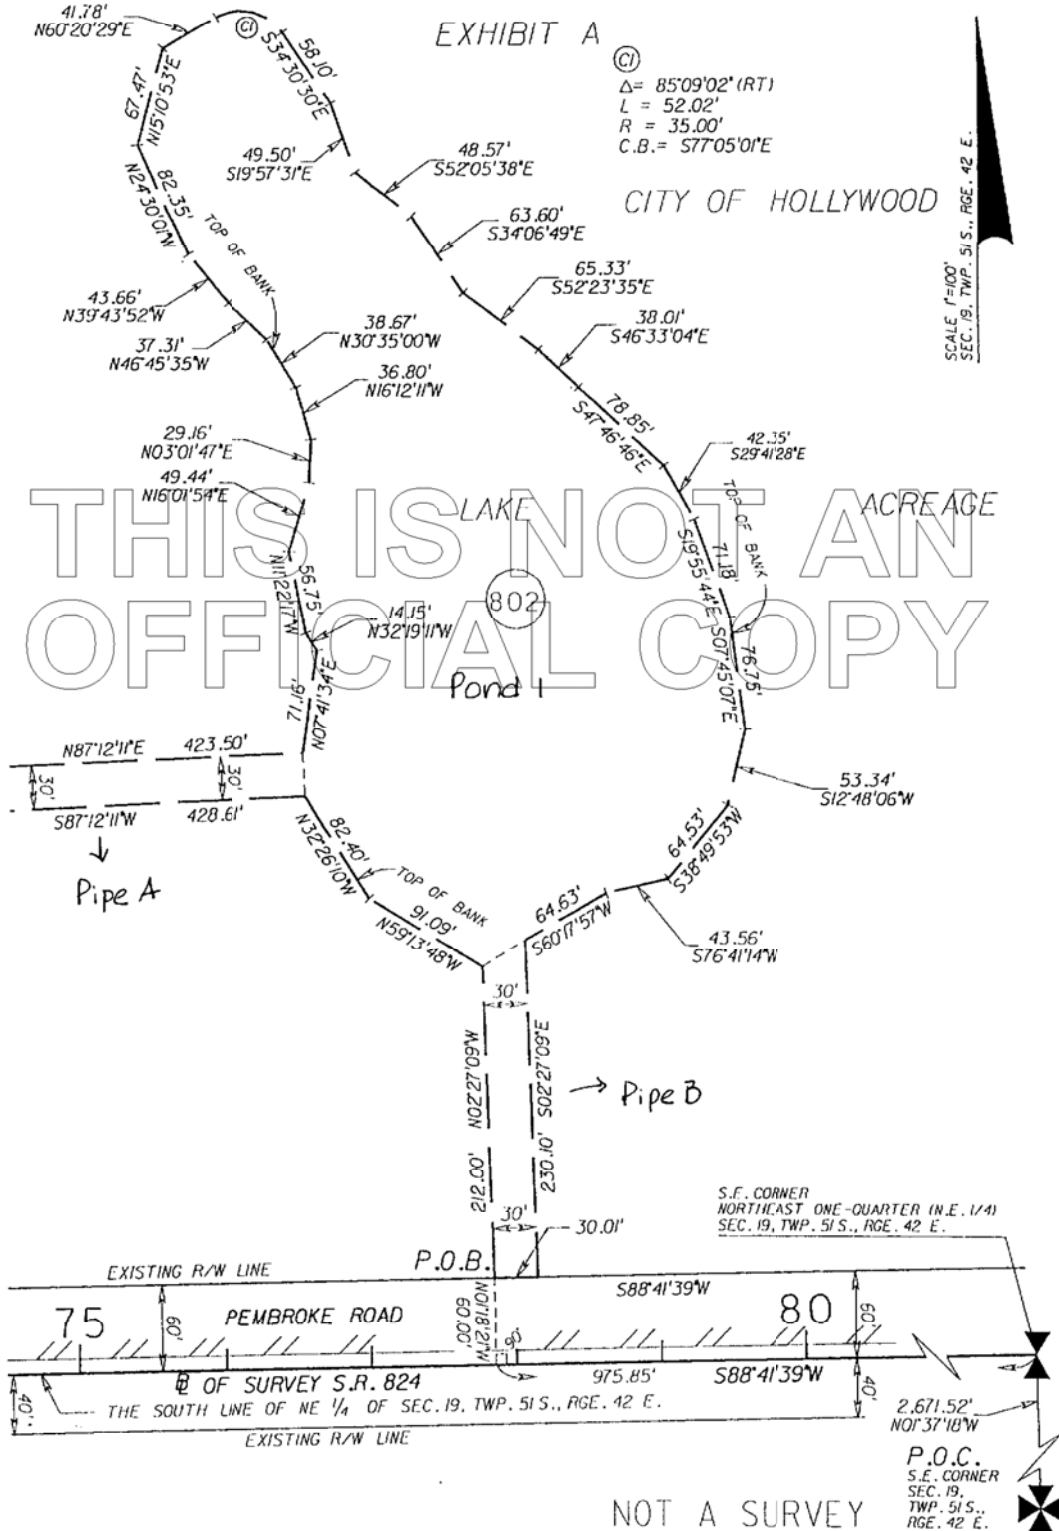 EXHIBIT A
41.78'
N60°20'29"E
C1
58.10'
S34°30'30"E
C1
Δ= 85°09'02" (RT)
L = 52.02'
R = 35.00'
C.B.= S77°05'01"E
67.47'
N15°10'53"E
49.50'
S19°57'31"E
48.57'
S52°05'38"E
CITY OF HOLLYWOOD
SCALE 1"=100'
SEC. 19, TWP. 51 S., RGE. 42 E.
82.35'
N24°30'01"W
TOP OF BANK
63.60'
S34°06'49"E
65.33'
S52°23'35"E
43.66'
N39°43'52"W
38.67'
N30°35'00"W
38.01'
S46°33'04"E
37.31'
N46°45'35"W
36.80'
N16°12'11"W
78.85'
S47°46'46"E
29.16'
N03°01'47"E
42.35'
S29°41'28"E
49.44'
N16°01'54"E
THIS IS NOT AN
OFFICIAL COPY
LAKE
ACREAGE
TOP OF BANK
71.18'
S19°55'44"E
56.75'
N11°22'17"W
802
14.15'
N32°19'11"W
76.75'
S07°45'07"E
Pond 1
71.16'
N07°41'34"E
N87°12'11"E 423.50'
30'
30'
S87°12'11"W 428.61'
53.34'
S12°48'06"W
Pipe A
82.40'
N32°26'10"W
TOP OF BANK
64.53'
S38°49'53"W
91.09'
N59°13'48"W
64.63'
S60°17'57"W
43.56'
S76°41'14"W
30'
212.00' N02°27'09"W
230.10' S02°27'09"E
Pipe B
30'
30.01'
S.E. CORNER
NORTHEAST ONE-QUARTER (N.E. 1/4)
SEC. 19, TWP. 51 S., RGE. 42 E.
P.O.B.
EXISTING R/W LINE
S88°41'39"W
75
60'
PEMBROKE ROAD
N01°18'21"W
60.00'
90°
80
60'
℄ OF SURVEY S.R. 824
975.85'
S88°41'39"W
40'
THE SOUTH LINE OF NE 1/4 OF SEC. 19, TWP. 51 S., RGE. 42 E.
40'
EXISTING R/W LINE
2,671.52'
N01°37'18"W
P.O.C.
S.E. CORNER
SEC. 19,
TWP. 51 S.,
RGE. 42 E.
NOT A SURVEY